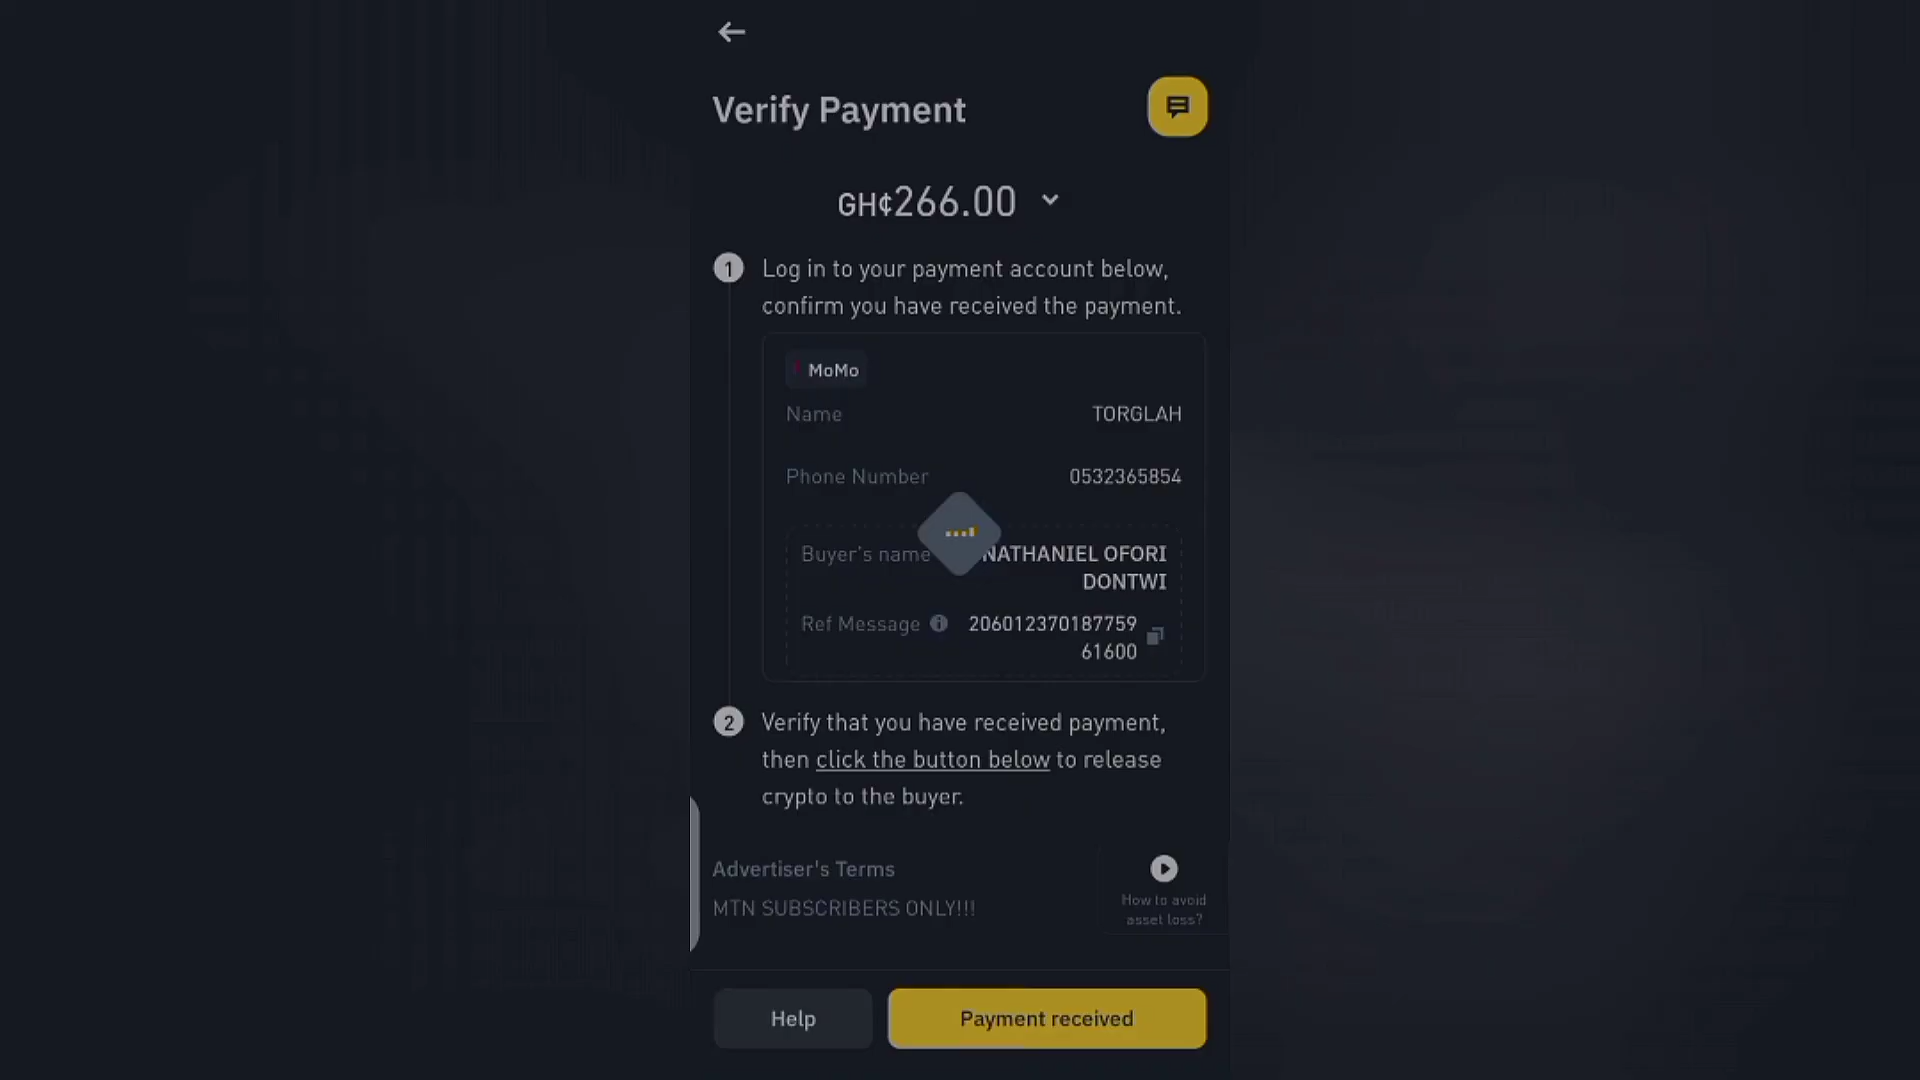 Verify Payment
GH¢266.00
1 Log in to your payment account below,
confirm you have received the payment.
MoMo
Name TORGLAH
Phone Number 0532365854
Buyer's name NATHANIEL OFORI
DONTWI
Ref Message 206012370187759
61600
2 Verify that you have received payment,
then click the button below to release
crypto to the buyer.
Advertiser's Terms
MTN SUBSCRIBERS ONLY!!!
How to avoid
asset loss?
Help
Payment received